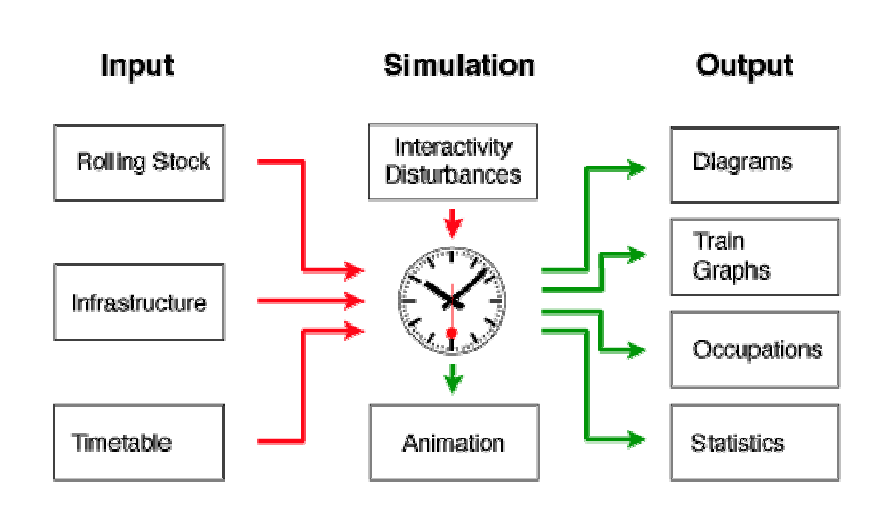 Input
Simulation
Output
Rolling Stock
Infrastructure
Timetable
Interactivity
Disturbances
Animation
Diagrams
Train
Graphs
Occupations
Statistics